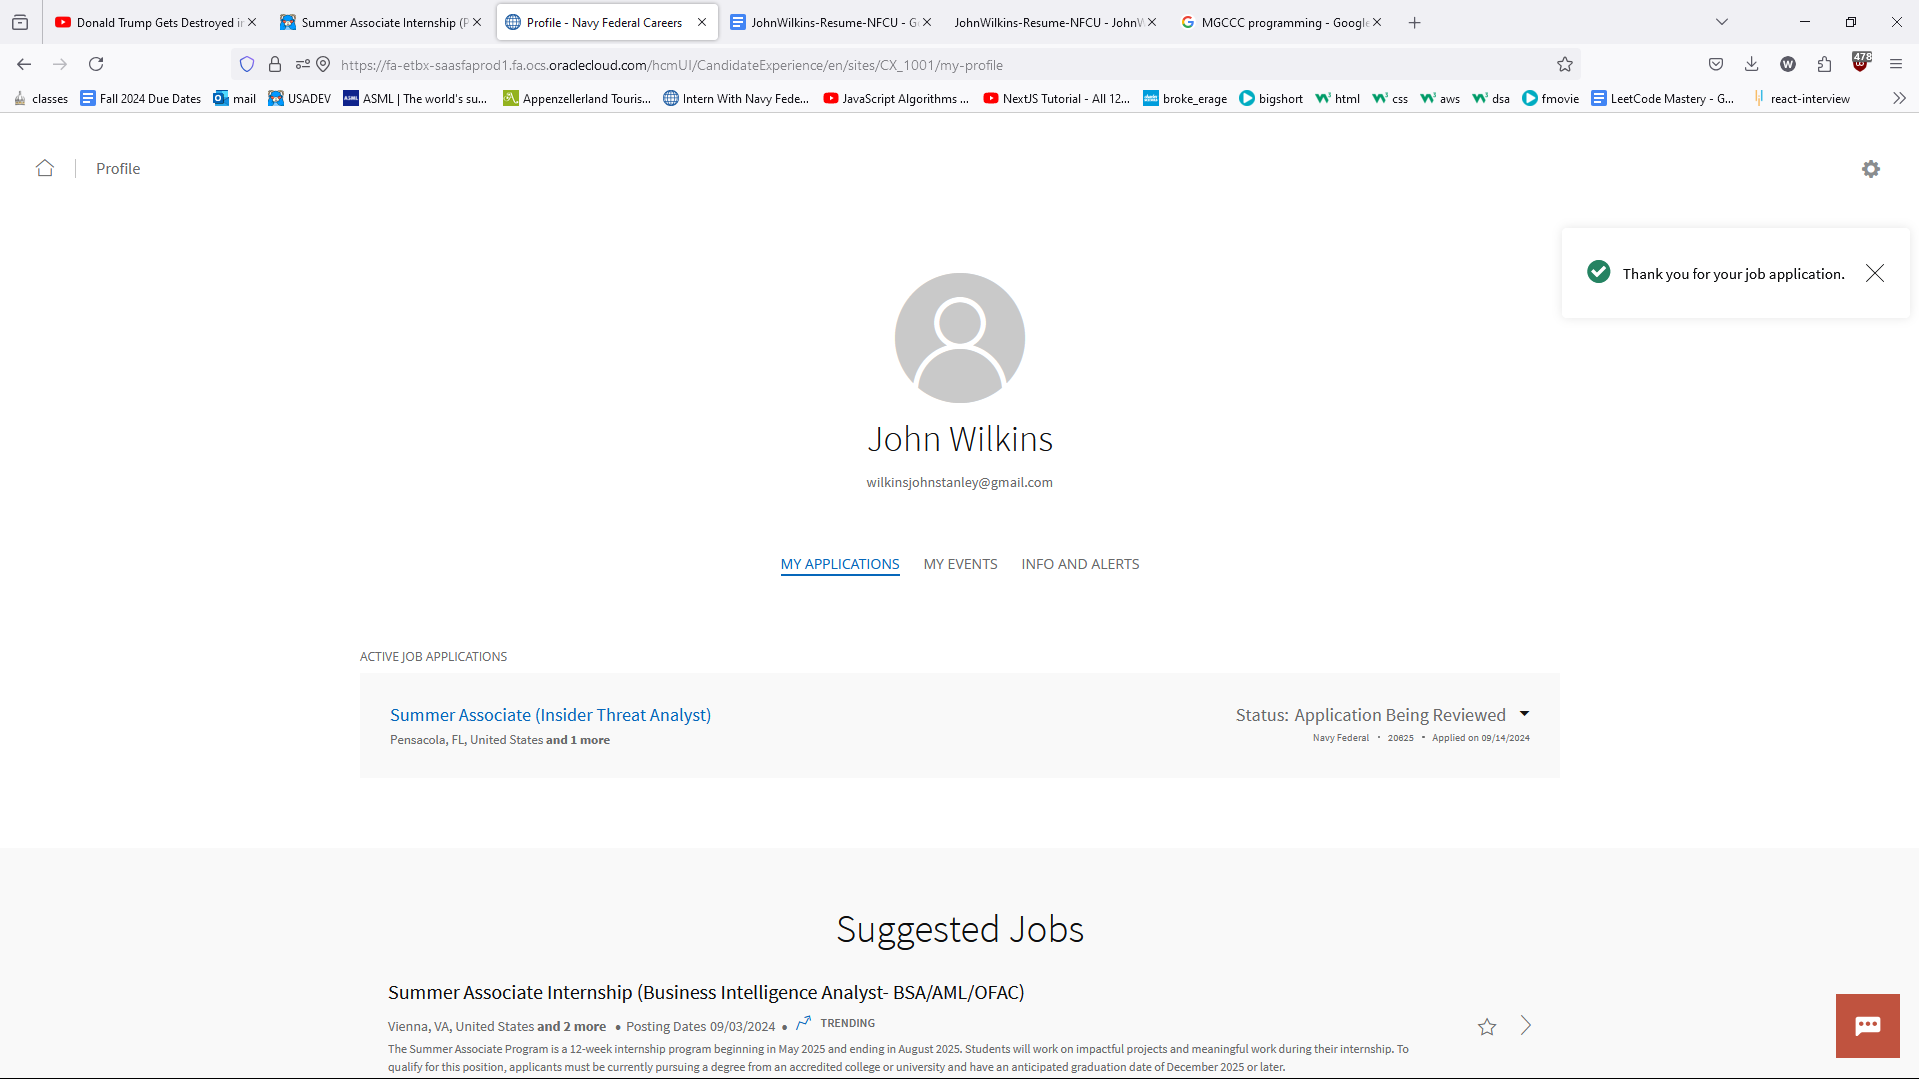 Donald Trump Gets Destroyed in
Summer Associate Internship (P
Profile - Navy Federal Careers
JohnWilkins-Resume-NFCU - G
JohnWilkins-Resume-NFCU - JohnW
MGCCC programming - Google
https://fa-etbx-saasfaprod1.fa.ocs.oraclecloud.com/hcmUI/CandidateExperience/en/sites/CX_1001/my-profile
W
478
classes
Fall 2024 Due Dates
mail
USADEV
ASML | The world's su...
Appenzellerland Touris...
Intern With Navy Fede...
JavaScript Algorithms ...
NextJS Tutorial - All 12...
broke_erage
bigshort
html
css
aws
dsa
fmovie
LeetCode Mastery - G...
react-interview
Profile
Thank you for your job application.
John Wilkins
wilkinsjohnstanley@gmail.com
MY APPLICATIONS
MY EVENTS
INFO AND ALERTS
ACTIVE JOB APPLICATIONS
Summer Associate (Insider Threat Analyst)
Status: Application Being Reviewed
Pensacola, FL, United States and 1 more
Navy Federal • 20625 • Applied on 09/14/2024
Suggested Jobs
Summer Associate Internship (Business Intelligence Analyst- BSA/AML/OFAC)
Vienna, VA, United States and 2 more • Posting Dates 09/03/2024 • TRENDING
The Summer Associate Program is a 12-week internship program beginning in May 2025 and ending in August 2025. Students will work on impactful projects and meaningful work during their internship. To
qualify for this position, applicants must be currently pursuing a degree from an accredited college or university and have an anticipated graduation date of December 2025 or later.